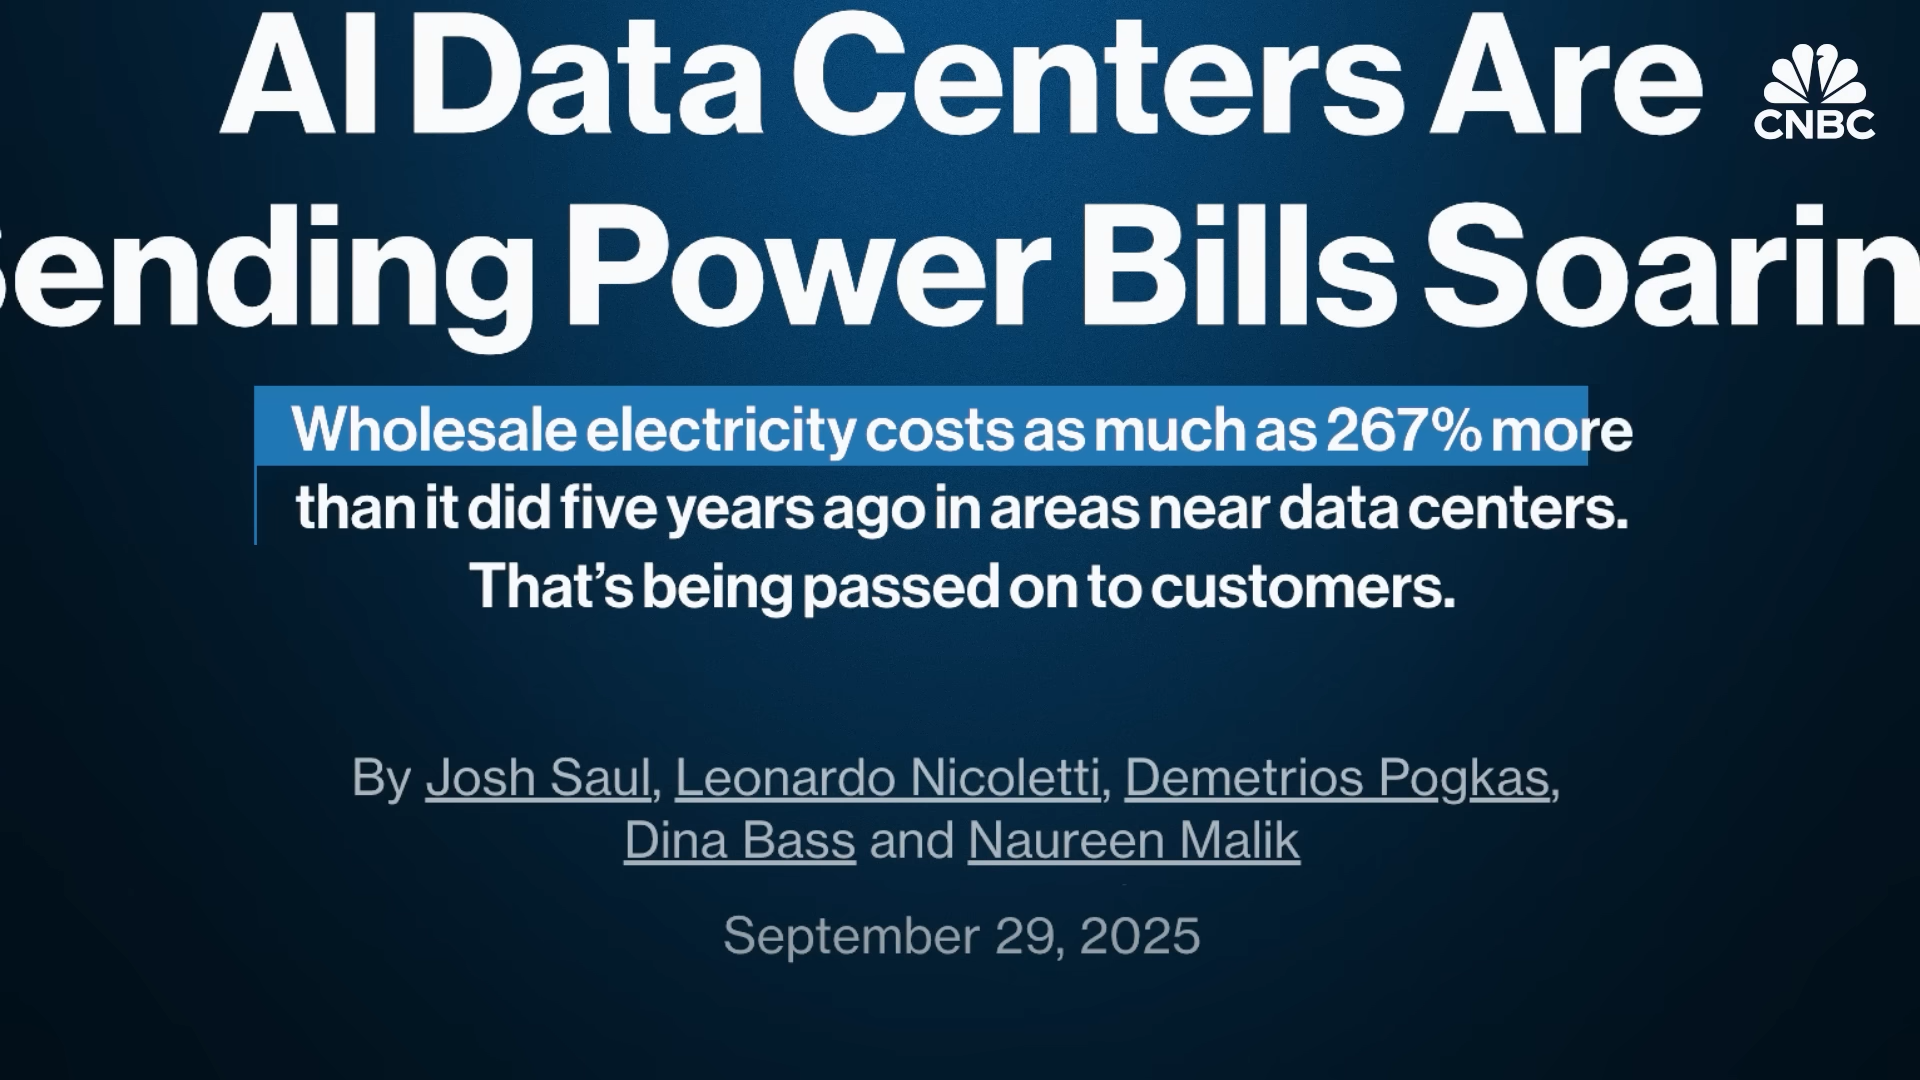 AI Data Centers Are
CNBC
ending Power Bills Soarin
Wholesale electricity costs as much as 267% more
than it did five years ago in areas near data centers.
That’s being passed on to customers.
By Josh Saul, Leonardo Nicoletti, Demetrios Pogkas,
Dina Bass and Naureen Malik
September 29, 2025